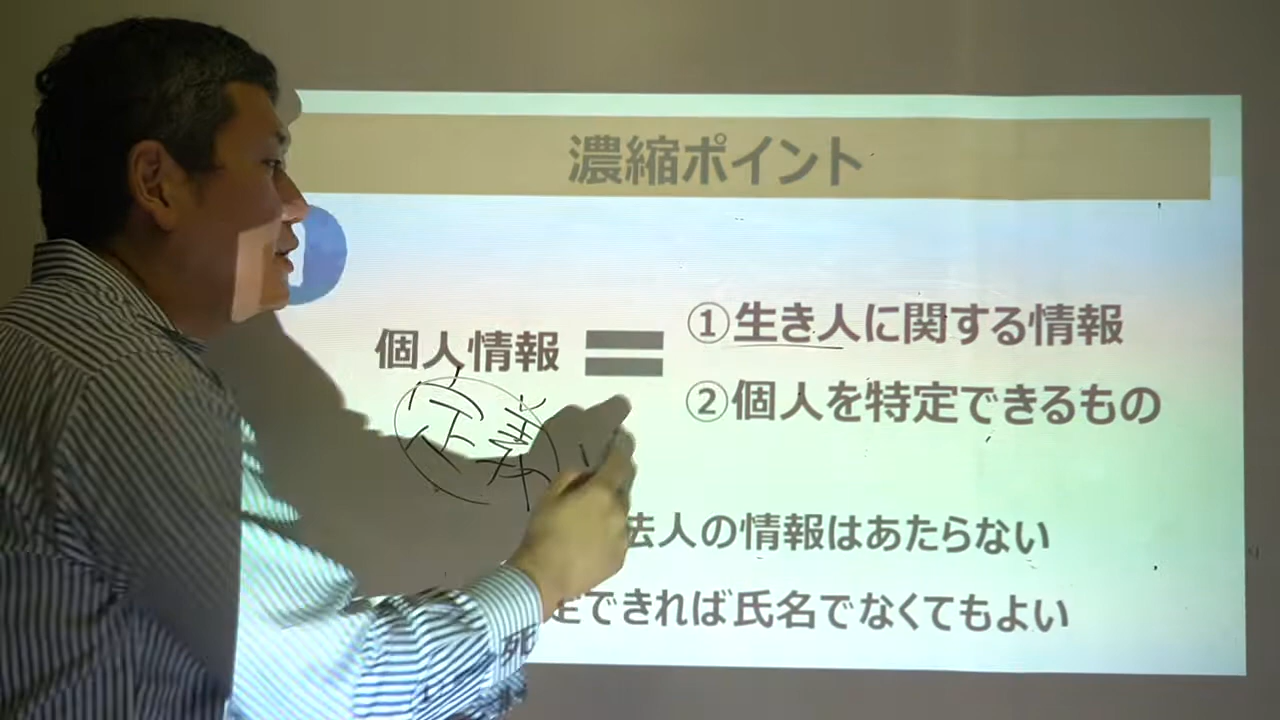 濃縮ポイント
①生き人に関する情報
個人情報
②個人を特定できるもの
定義
法人の情報はあたらない
定できれば氏名でなくてもよい
死